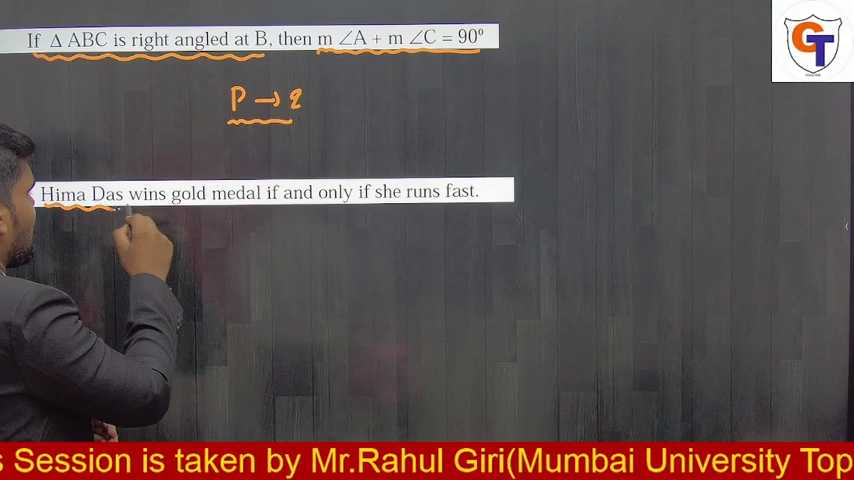 If Δ ABC is right angled at B, then m ∠A + m ∠C = 90°
P → q
Hima Das wins gold medal if and only if she runs fast.
GT
s Session is taken by Mr.Rahul Giri(Mumbai University Top